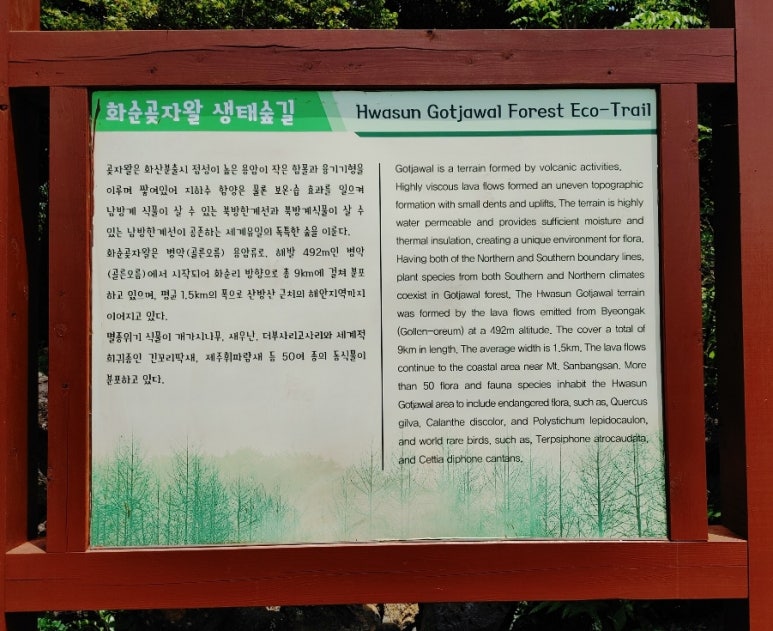 화순곶자왈 생태숲길
Hwasun Gotjawal Forest Eco-Trail
곶자왈은 화산분출시 점성이 높은 용암이 작은 함몰과 융기기형을
이루며 쌓여있어 지하수 함양은 물론 보온·습 효과를 일으켜
남방계 식물이 살 수 있는 북방한계선과 북방계식물이 살 수
있는 남방한계선이 공존하는 세계유일의 독특한 숲을 이룬다.
화순곶자왈은 병악(골른오름) 용암류로, 해발 492m인 병악
(골른오름)에서 시작되어 화순리 방향으로 총 9km에 걸쳐 분포
하고 있으며, 평균 1.5km의 폭으로 산방산 근처의 해안지역까지
이어지고 있다.
멸종위기 식물이 개가시나무, 새우난, 더부사리고사리와 세계적
희귀종인 긴꼬리딱새, 제주휘파람새 등 50여 종의 동식물이
분포하고 있다.
Gotjawal is a terrain formed by volcanic activities.
Highly viscous lava flows formed an uneven topographic
formation with small dents and uplifts. The terrain is highly
water permeable and provides sufficient moisture and
thermal insulation, creating a unique environment for flora.
Having both of the Northern and Southern boundary lines,
plant species from both Southern and Northern climates
coexist in Gotjawal forest. The Hwasun Gotjawal terrain
was formed by the lava flows emitted from Byeongak
(Gollen-oreum) at a 492m altitude. The cover a total of
9km in length. The average width is 1.5km. The lava flows
continue to the coastal area near Mt. Sanbangsan. More
than 50 flora and fauna species inhabit the Hwasun
Gotjawal area to include endangered flora, such as, Quercus
gilva, Calanthe discolor, and Polystichum lepidocaulon,
and world rare birds, such as, Terpsiphone atrocaudata,
and Cettia diphone cantans.